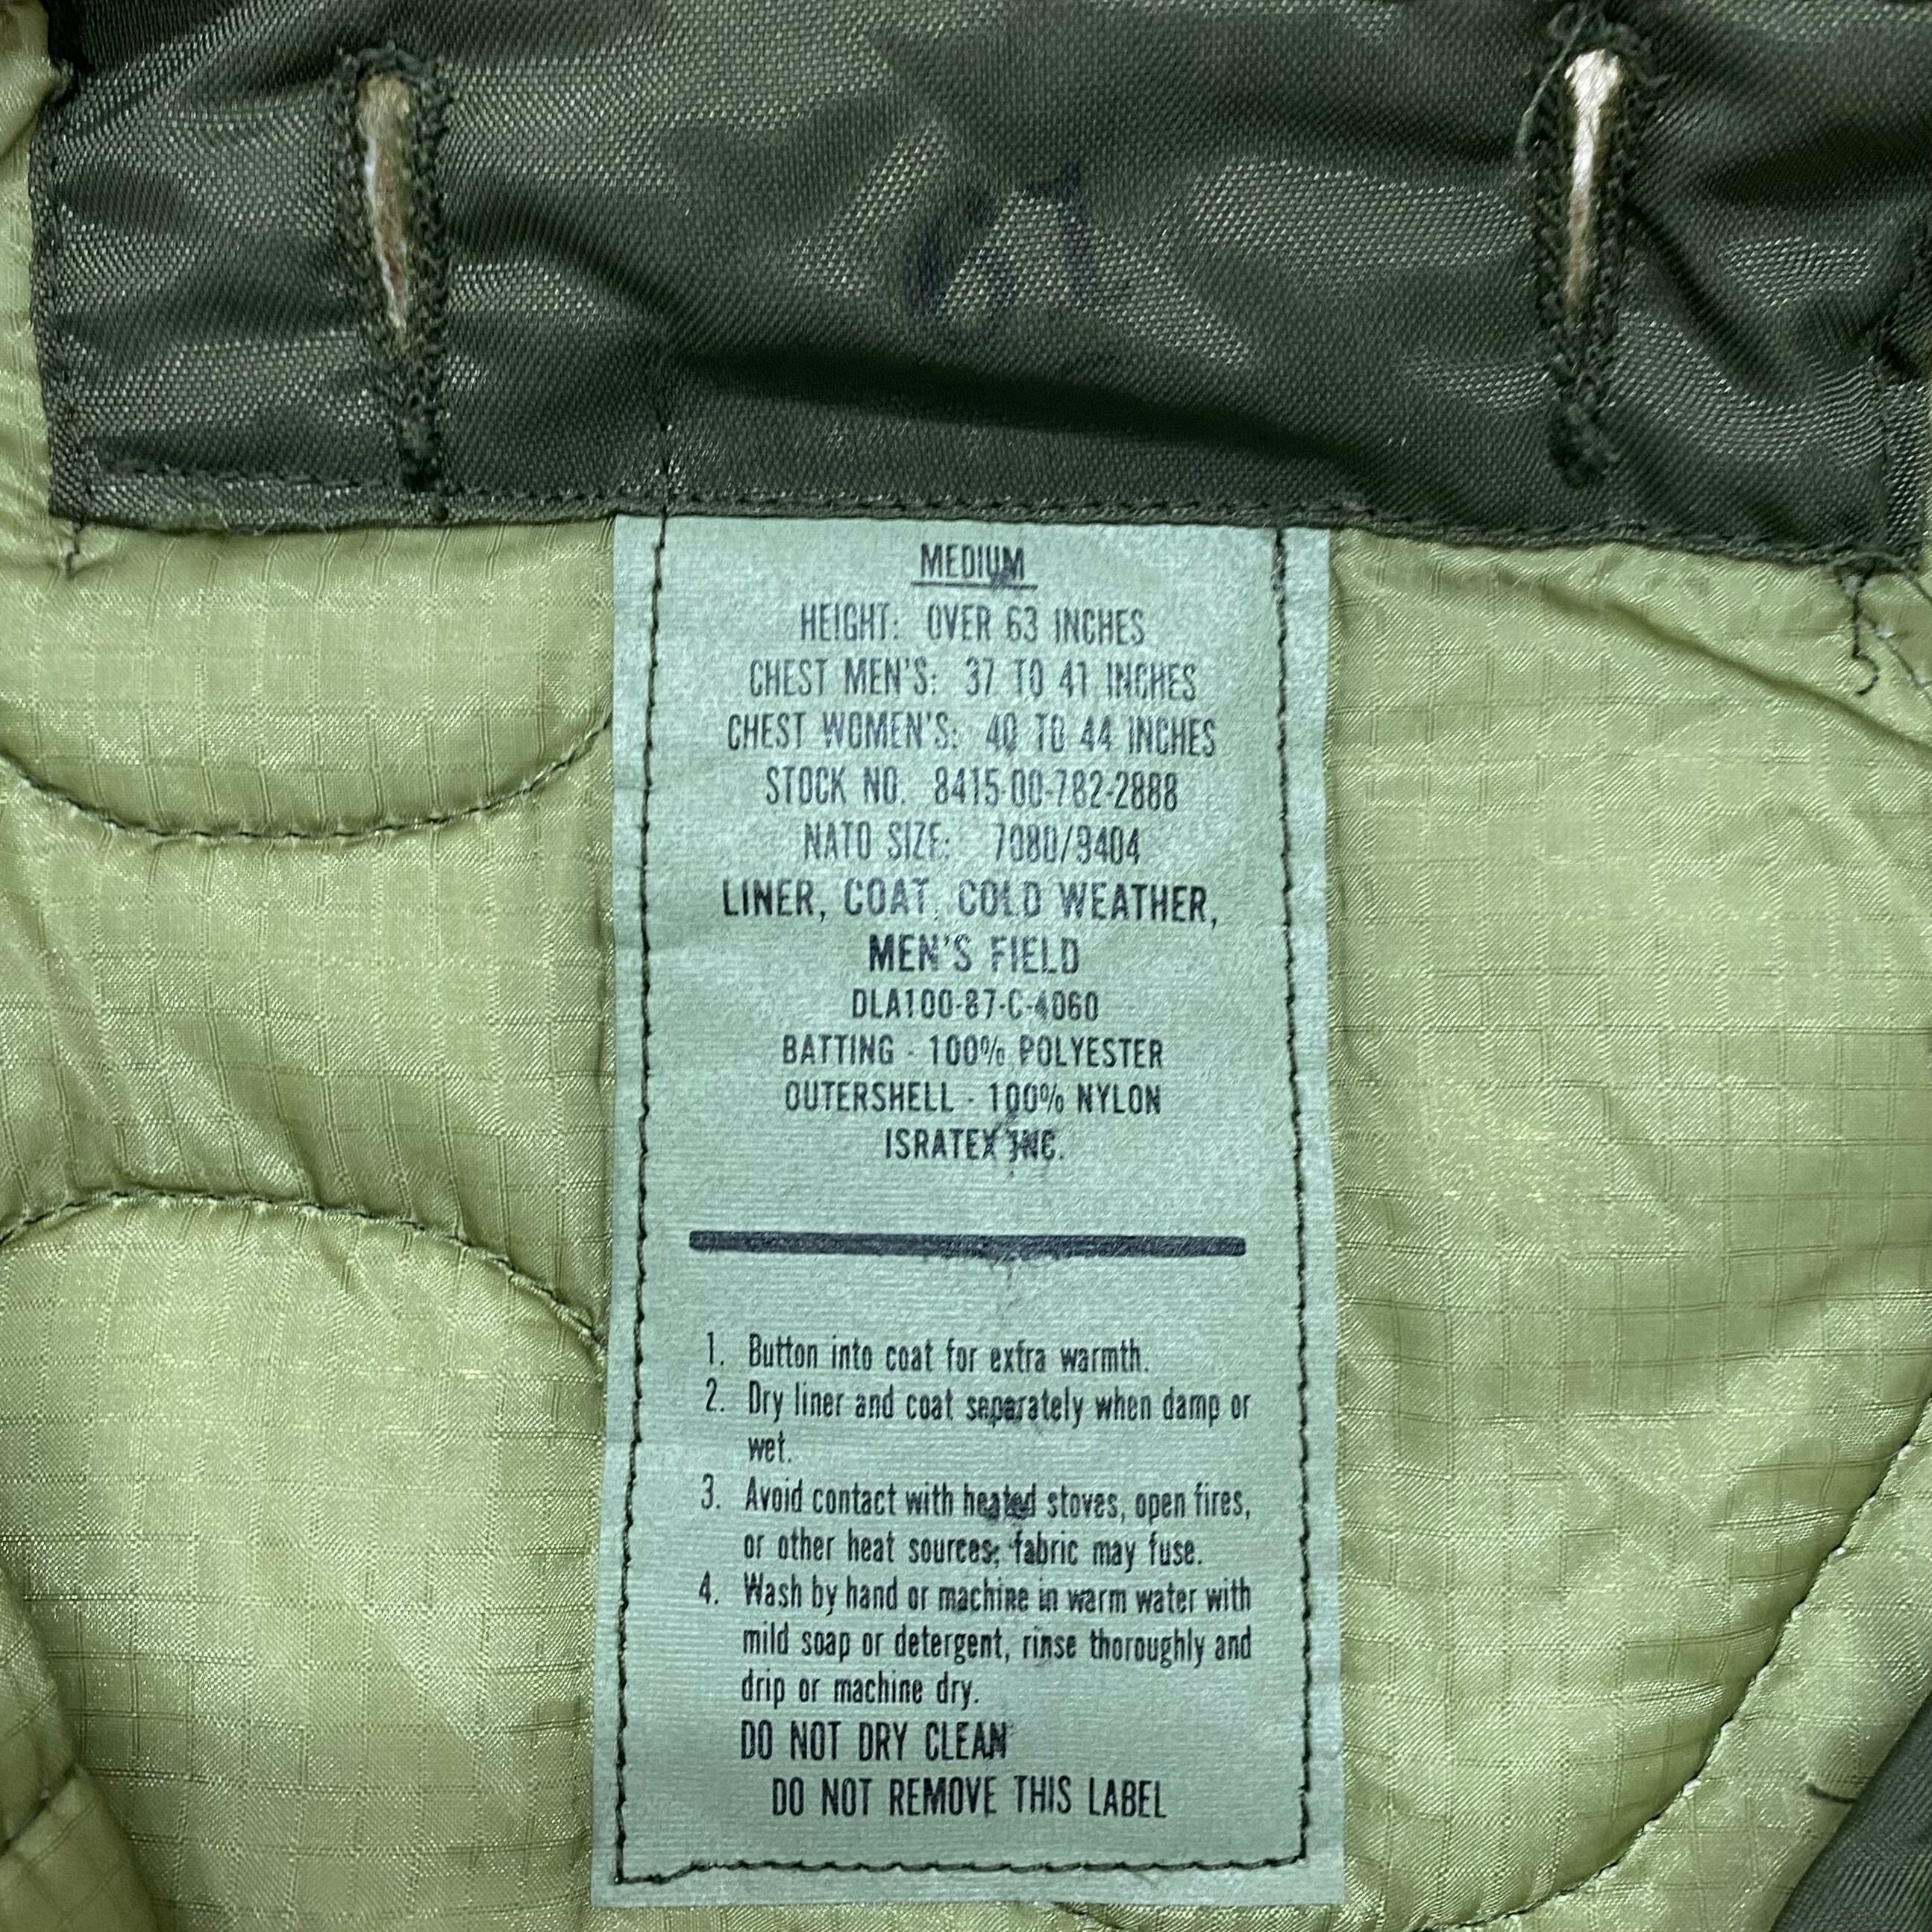 MEDIUM
HEIGHT: OVER 63 INCHES
CHEST MEN'S: 37 TO 41 INCHES
CHEST WOMEN'S: 40 TO 44 INCHES
STOCK NO. 8415-00-782-2888
NATO SIZE: 7080/9404
LINER, COAT, COLD WEATHER,
MEN'S FIELD
DLA100-87-C-4060
BATTING - 100% POLYESTER
OUTERSHELL - 100% NYLON
ISRATEX INC.
1. Button into coat for extra warmth.
2. Dry liner and coat separately when damp or
wet.
3. Avoid contact with heated stoves, open fires,
or other heat sources; fabric may fuse.
4. Wash by hand or machine in warm water with
mild soap or detergent, rinse thoroughly and
drip or machine dry.
DO NOT DRY CLEAN
DO NOT REMOVE THIS LABEL